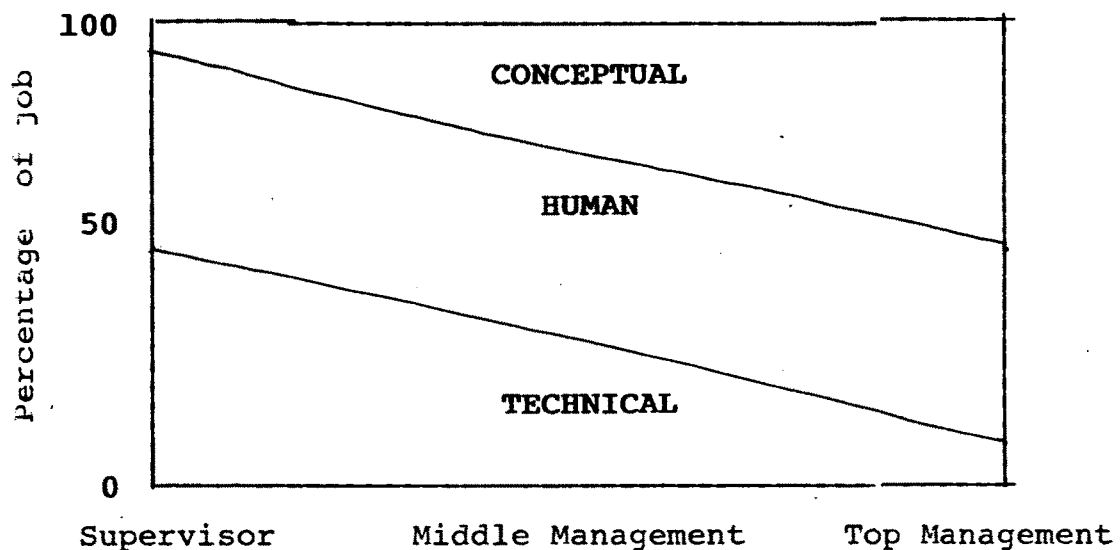 100
CONCEPTUAL
Percentage of job
HUMAN
50
TECHNICAL
0
Supervisor Middle Management Top Management